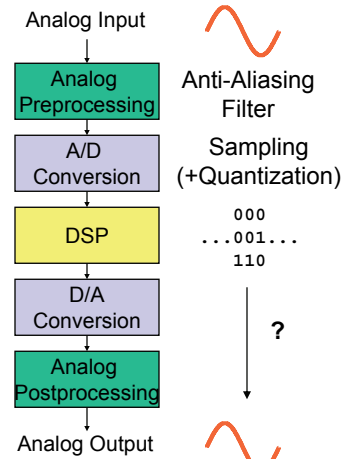 Analog Input
Analog
Preprocessing
A/D
Conversion
DSP
D/A
Conversion
Analog
Postprocessing
Analog Output
Anti-Aliasing
Filter
Sampling
(+Quantization)
000
...001...
110
?